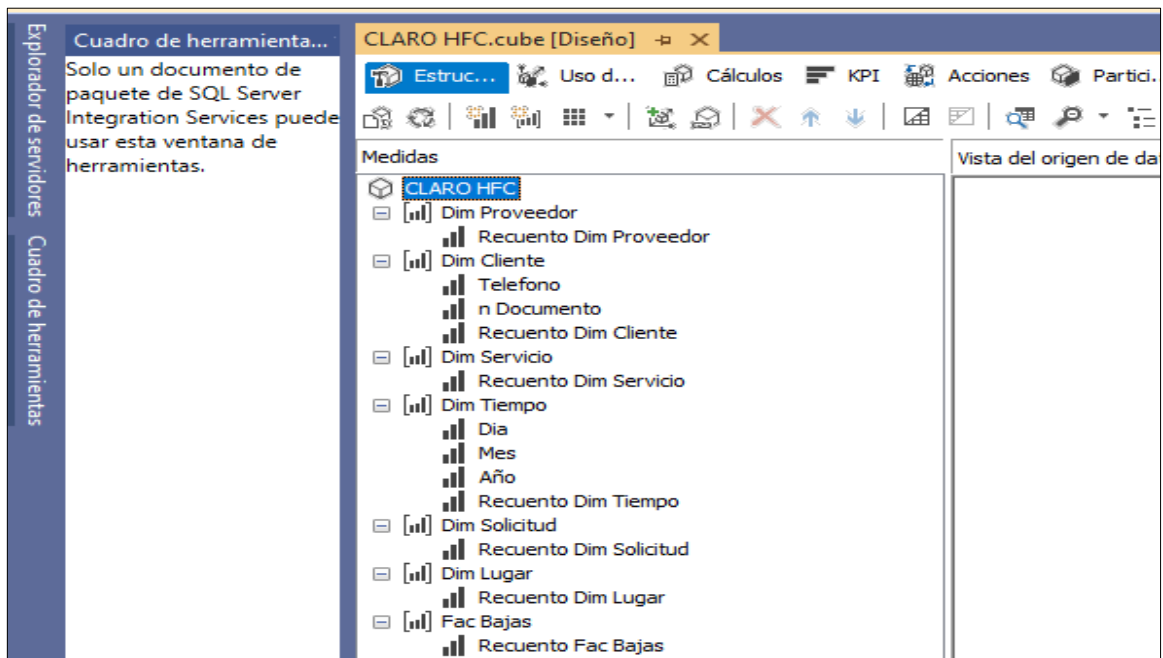 Explorador de servidores
Cuadro de herramientas
Cuadro de herramienta...
Solo un documento de
paquete de SQL Server
Integration Services puede
usar esta ventana de
herramientas.
CLARO HFC.cube [Diseño]
Estruc... Uso d... Cálculos KPI Acciones Partici.
Medidas
CLARO HFC
Dim Proveedor
Recuento Dim Proveedor
Dim Cliente
Telefono
n Documento
Recuento Dim Cliente
Dim Servicio
Recuento Dim Servicio
Dim Tiempo
Dia
Mes
Año
Recuento Dim Tiempo
Dim Solicitud
Recuento Dim Solicitud
Dim Lugar
Recuento Dim Lugar
Fac Bajas
Recuento Fac Bajas
Vista del origen de da